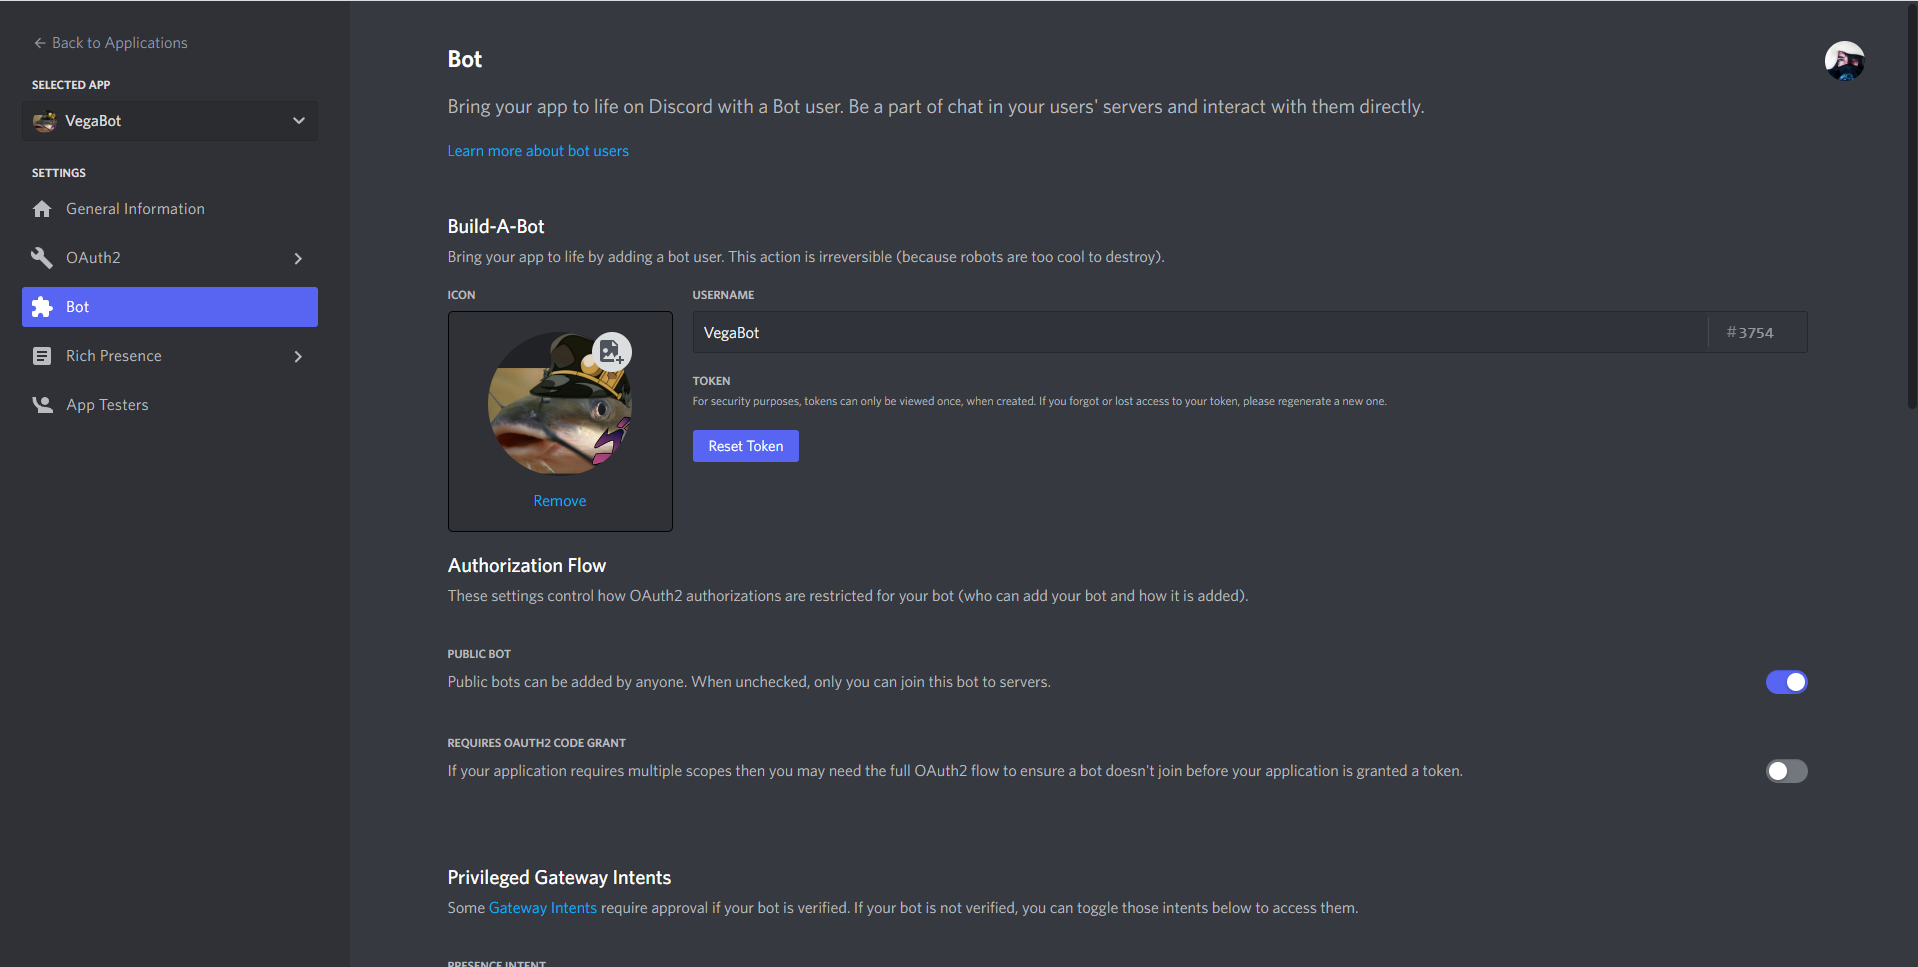 Back to Applications
SELECTED APP
VegaBot
SETTINGS
General Information
OAuth2
Bot
Rich Presence
App Testers
Bot
Bring your app to life on Discord with a Bot user. Be a part of chat in your users' servers and interact with them directly.
Learn more about bot users
Build-A-Bot
Bring your app to life by adding a bot user. This action is irreversible (because robots are too cool to destroy).
ICON
Remove
USERNAME
VegaBot
#3754
TOKEN
For security purposes, tokens can only be viewed once, when created. If you forgot or lost access to your token, please regenerate a new one.
Reset Token
Authorization Flow
These settings control how OAuth2 authorizations are restricted for your bot (who can add your bot and how it is added).
PUBLIC BOT
Public bots can be added by anyone. When unchecked, only you can join this bot to servers.
REQUIRES OAUTH2 CODE GRANT
If your application requires multiple scopes then you may need the full OAuth2 flow to ensure a bot doesn't join before your application is granted a token.
Privileged Gateway Intents
Some Gateway Intents require approval if your bot is verified. If your bot is not verified, you can toggle those intents below to access them.
PRESENCE INTENT